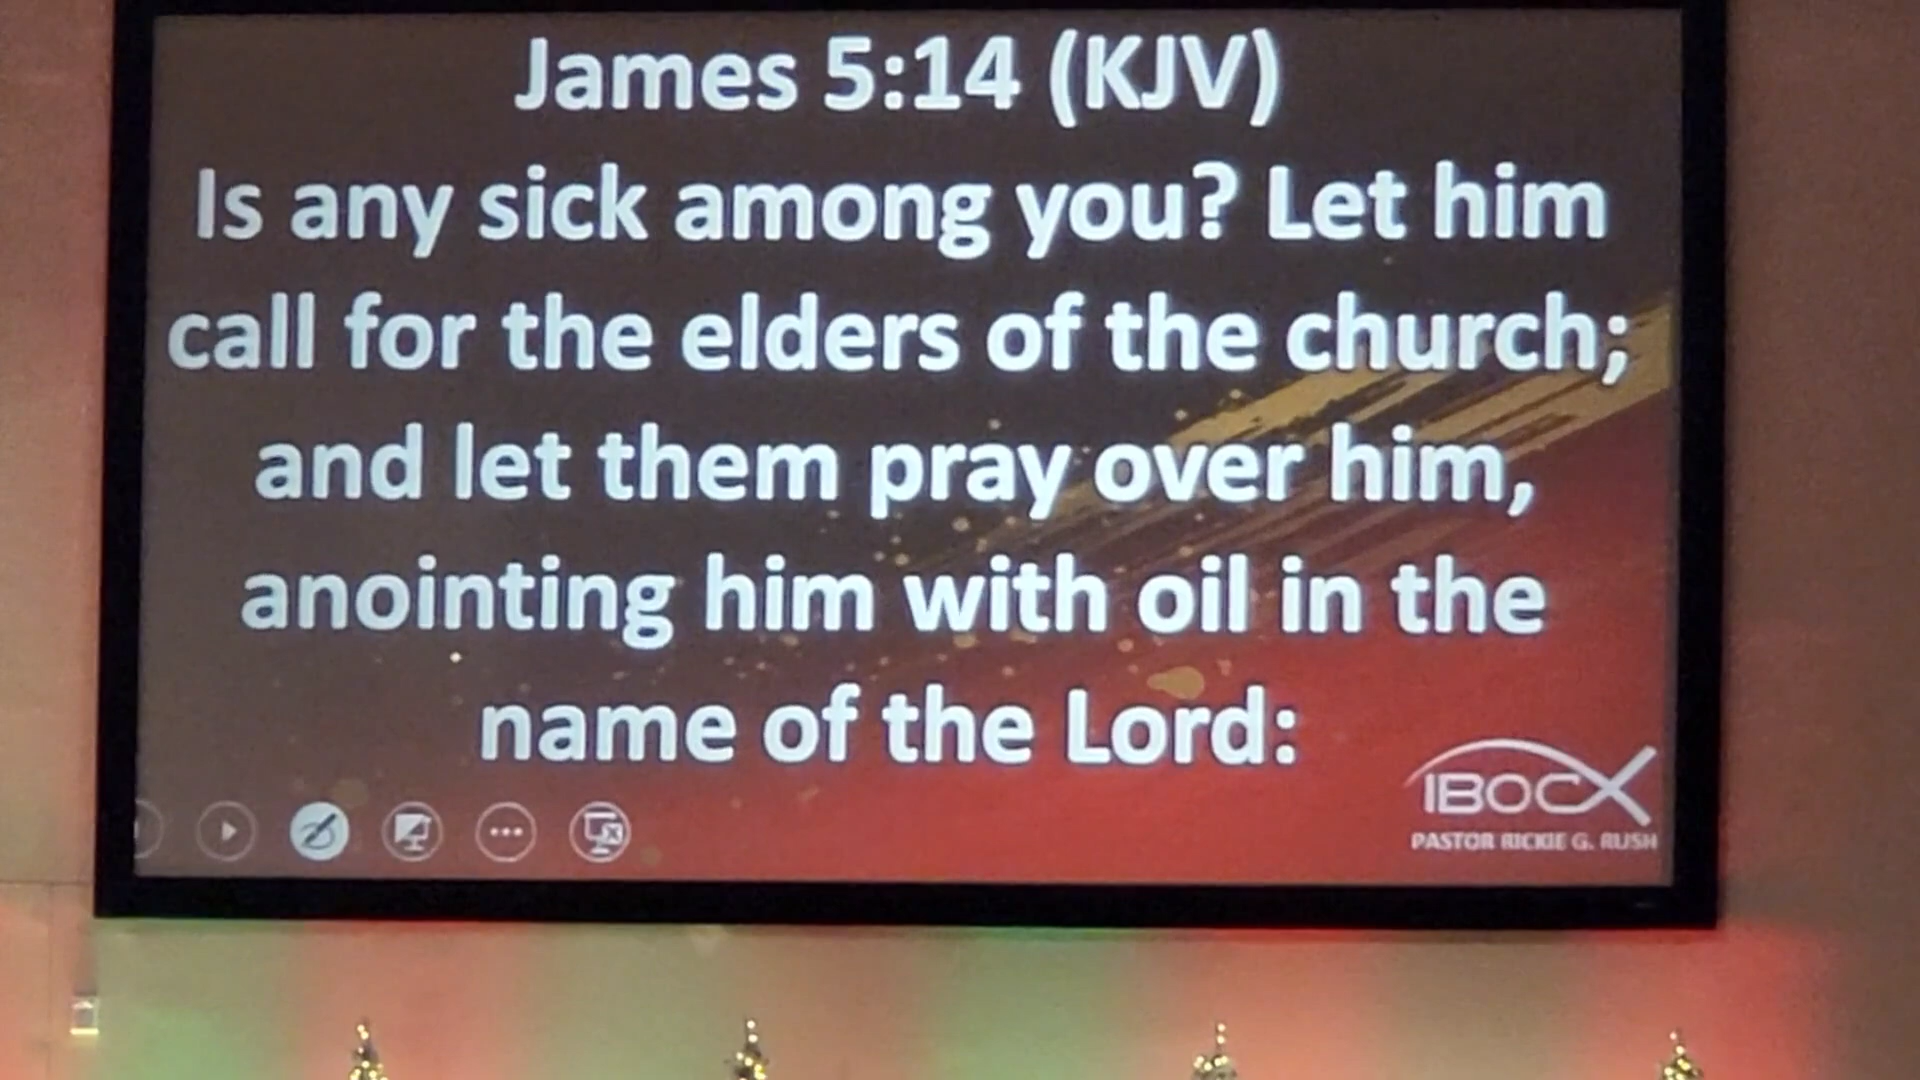 James 5:14 (KJV)
Is any sick among you? Let him
call for the elders of the church;
and let them pray over him,
anointing him with oil in the
name of the Lord:
IBOC
PASTOR RICKIE G. RUSH